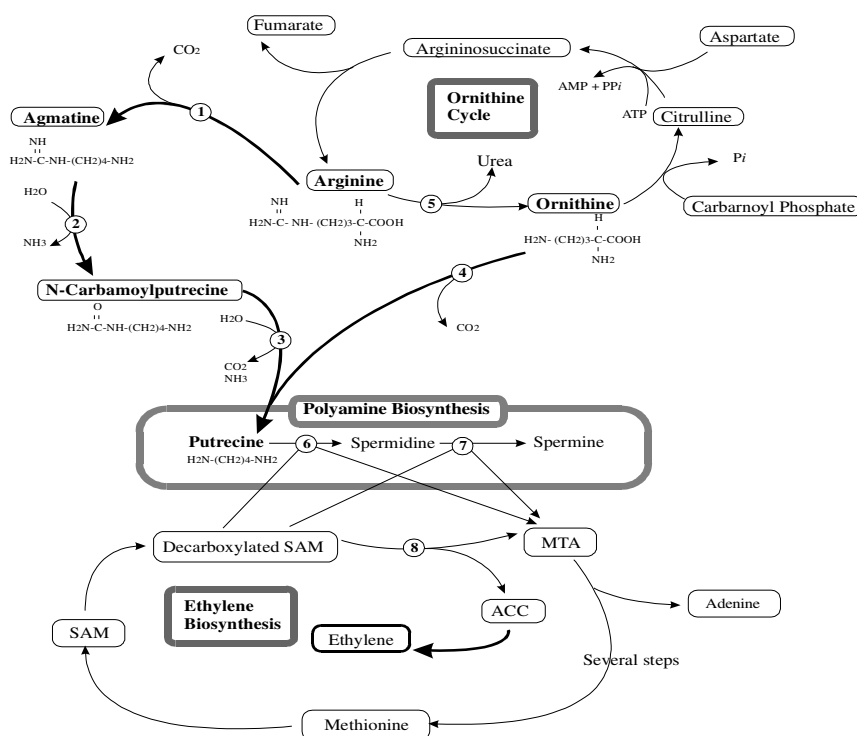 Fumarate
Argininosuccinate
Aspartate
CO2
AMP + PPi
ATP
Ornithine
Cycle
Citrulline
Agmatine
1
NH
H2N-C-NH-(CH2)4-NH2
Urea
Pi
Arginine
5
Ornithine
Carbarnoyl Phosphate
NH
H
H2N-C- NH- (CH2)3-C-COOH
NH2
H
H2N- (CH2)3-C-COOH
NH2
H2O
2
NH3
4
CO2
N-Carbamoylputrecine
O
H2N-C-NH-(CH2)4-NH2
H2O
3
CO2
NH3
Polyamine Biosynthesis
Putrecine
6
Spermidine
7
Spermine
H2N-(CH2)4-NH2
Decarboxylated SAM
8
MTA
Ethylene
Biosynthesis
ACC
Adenine
SAM
Ethylene
Several steps
Methionine